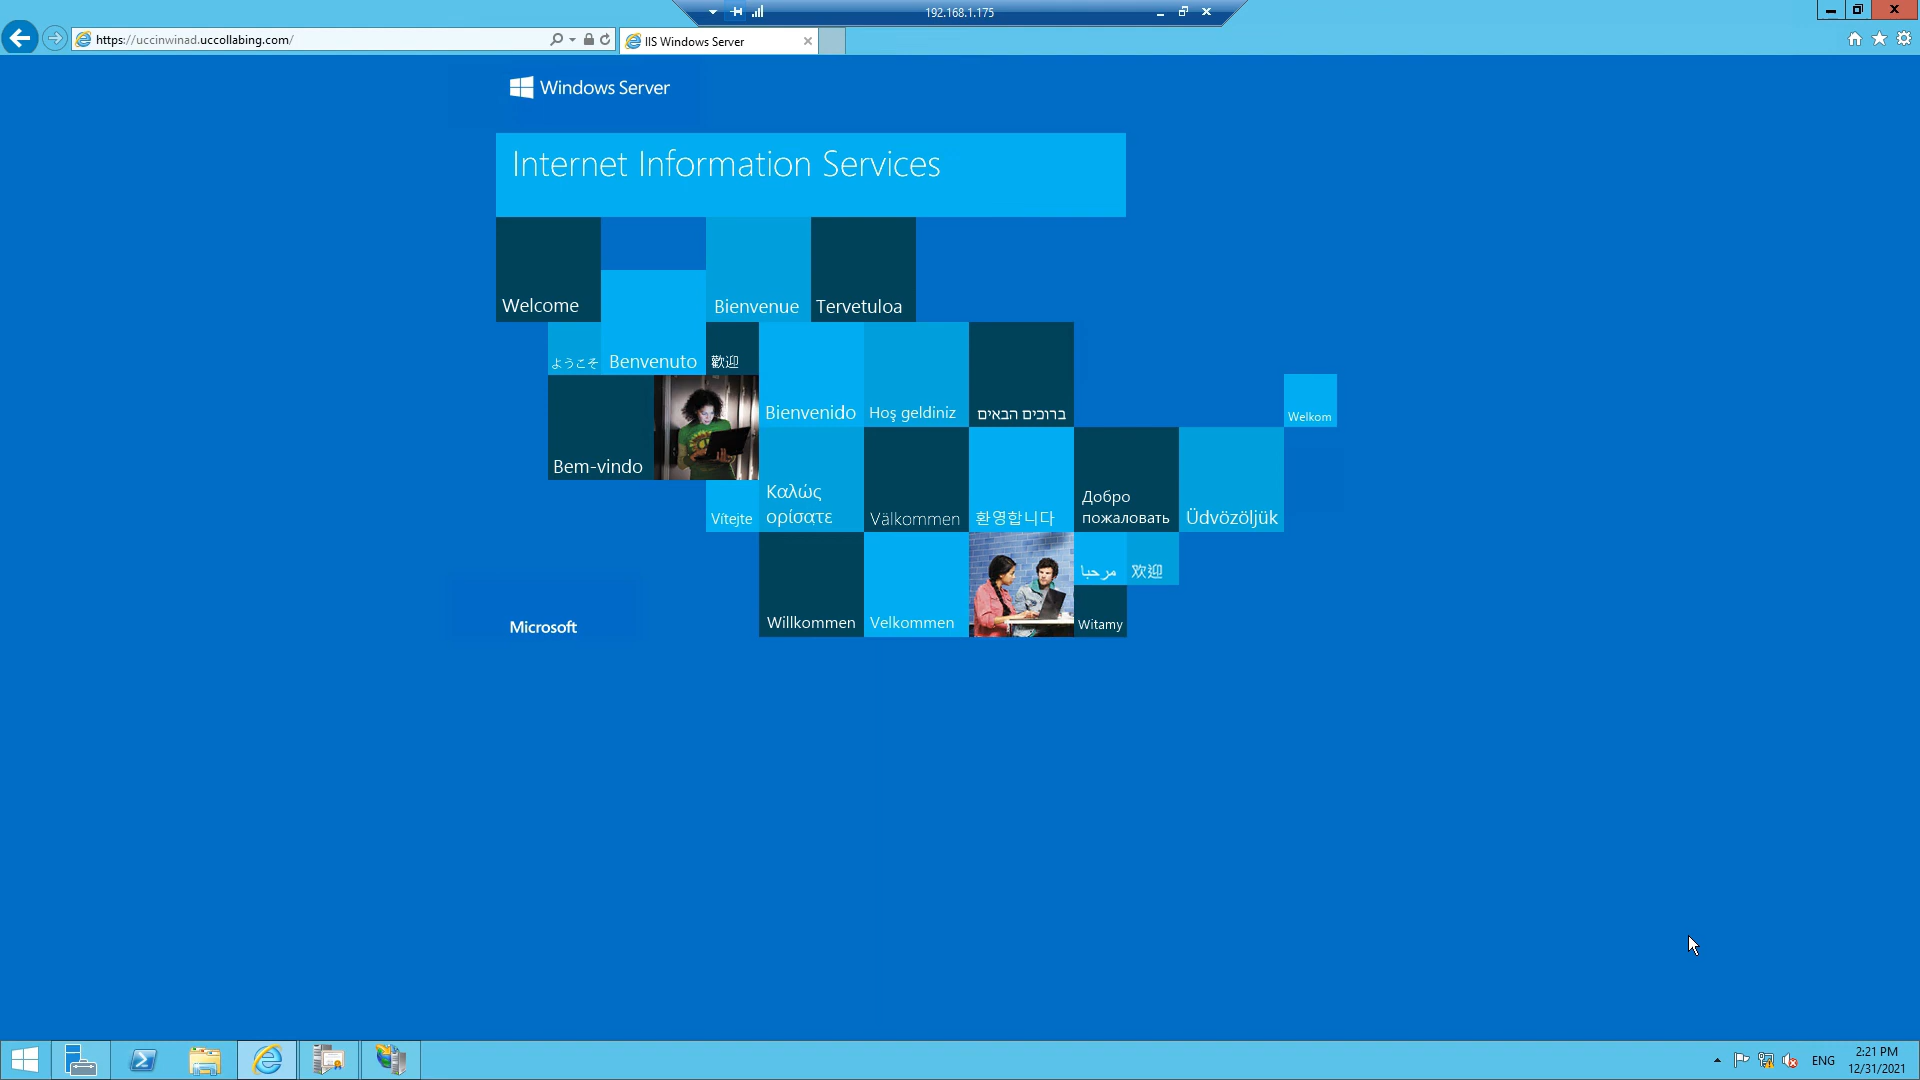 192.168.1.175
https://uccinwinad.uccollabing.com/
IIS Windows Server
Windows Server
Internet Information Services
Welcome
Bienvenue
Tervetuloa
ようこそ
Benvenuto
歡迎
Bienvenido
Hoş geldiniz
ברוכים הבאים
Welkom
Bem-vindo
Vítejte
Καλώς
ορίσατε
Välkommen
환영합니다
Добро
пожаловать
Üdvözöljük
Microsoft
Willkommen
Velkommen
مرحبا
欢迎
Witamy
ENG
2:21 PM
12/31/2021